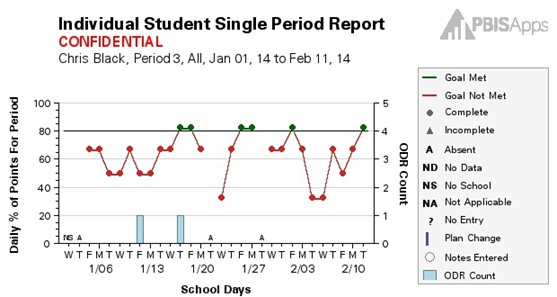 Individual Student Single Period Report
CONFIDENTIAL
Chris Black, Period 3, All, Jan 01, 14 to Feb 11, 14
PBISApps
Daily % of Points For Period
100
80
60
40
20
0
NS A A A
W T F M T W T F M T W T F M T W T F M T W T F M T W T F M T
1/06 1/13 1/20 1/27 2/03 2/10
School Days
5
4
3
2
1
0
ODR Count
Goal Met
Goal Not Met
Complete
Incomplete
A Absent
ND No Data
NS No School
NA Not Applicable
? No Entry
Plan Change
Notes Entered
ODR Count